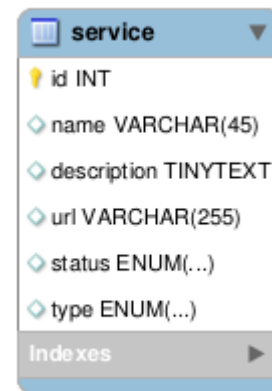 service
id INT
name VARCHAR(45)
description TINYTEXT
url VARCHAR(255)
status ENUM(...)
type ENUM(...)
Indexes